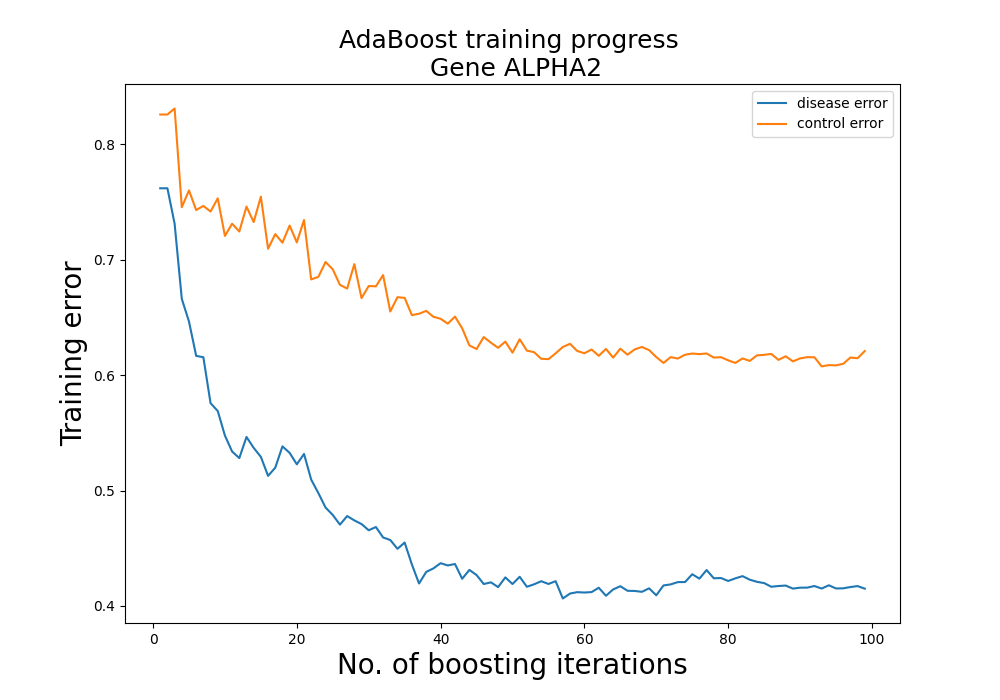 AdaBoost training progress
Gene ALPHA2
disease error
control error
Training error
0.8
0.7
0.6
0.5
0.4
0
20
40
60
80
100
No. of boosting iterations